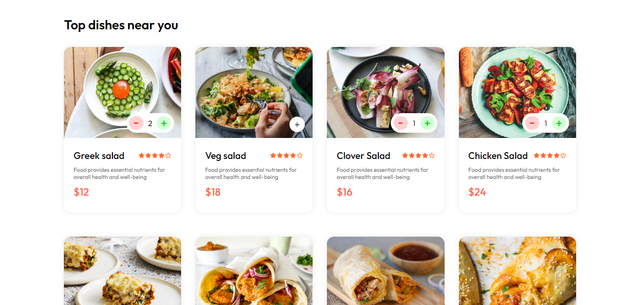 Top dishes near you
- 2 +
+
- 1 +
- 1 +
Greek salad
Food provides essential nutrients for
overall health and well-being
$12
Veg salad
Food provides essential nutrients for
overall health and well-being
$18
Clover Salad
Food provides essential nutrients for
overall health and well-being
$16
Chicken Salad
Food provides essential nutrients for
overall health and well-being
$24